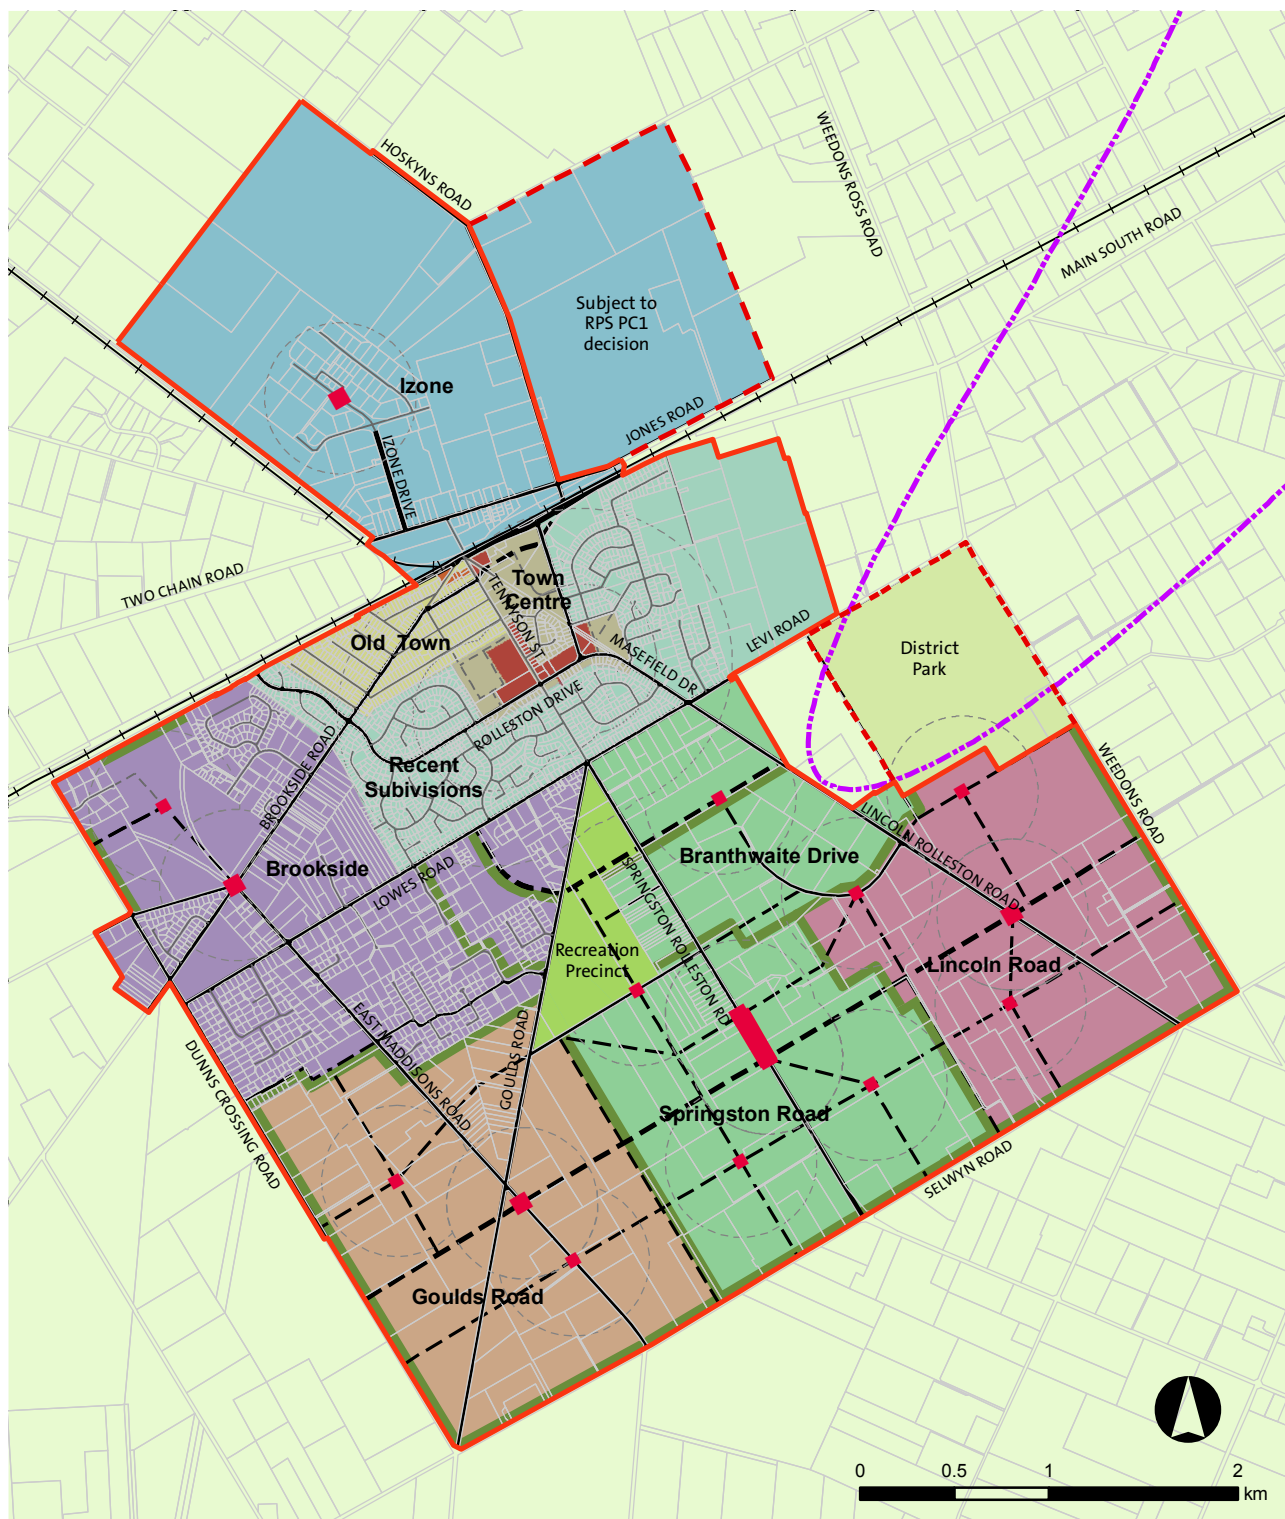 HOSKYNS ROAD
WEEDONS ROSS ROAD
MAIN SOUTH ROAD
Subject to
RPS PC1
decision
Izone
JONES ROAD
IZONE DRIVE
TWO CHAIN ROAD
Town
Centre
TENNYSON ST
Old Town
MASEFIELD DR
LEVI ROAD
District
Park
ROLLESTON DRIVE
BROOKSIDE ROAD
Recent
Subivisions
WEEDONS ROAD
LINCOLN ROLLESTON ROAD
Branthwaite Drive
Brookside
LOWES ROAD
SPRINGSTON ROLLESTON RD
Recreation
Precinct
Lincoln Road
EAST MADDISONS ROAD
GOULDS ROAD
DUNNS CROSSING ROAD
Springston Road
SELWYN ROAD
Goulds Road
0 0.5 1 2
km